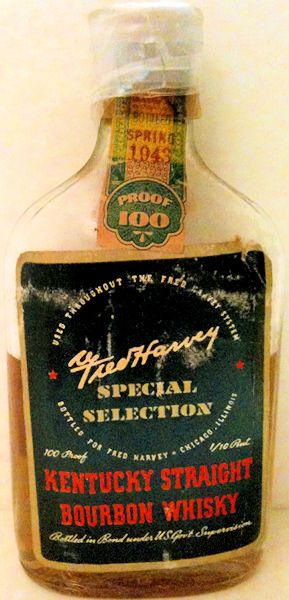 BOTTLED
SPRING
1943
PROOF
100
USED THROUGHOUT THE FRED HARVEY SYSTEM
Fred Harvey
SPECIAL
SELECTION
BOTTLED FOR FRED HARVEY · CHICAGO, ILLINOIS
100 Proof
1/10 Pint
KENTUCKY STRAIGHT
BOURBON WHISKY
Bottled in Bond under U.S. Gov't. Supervision